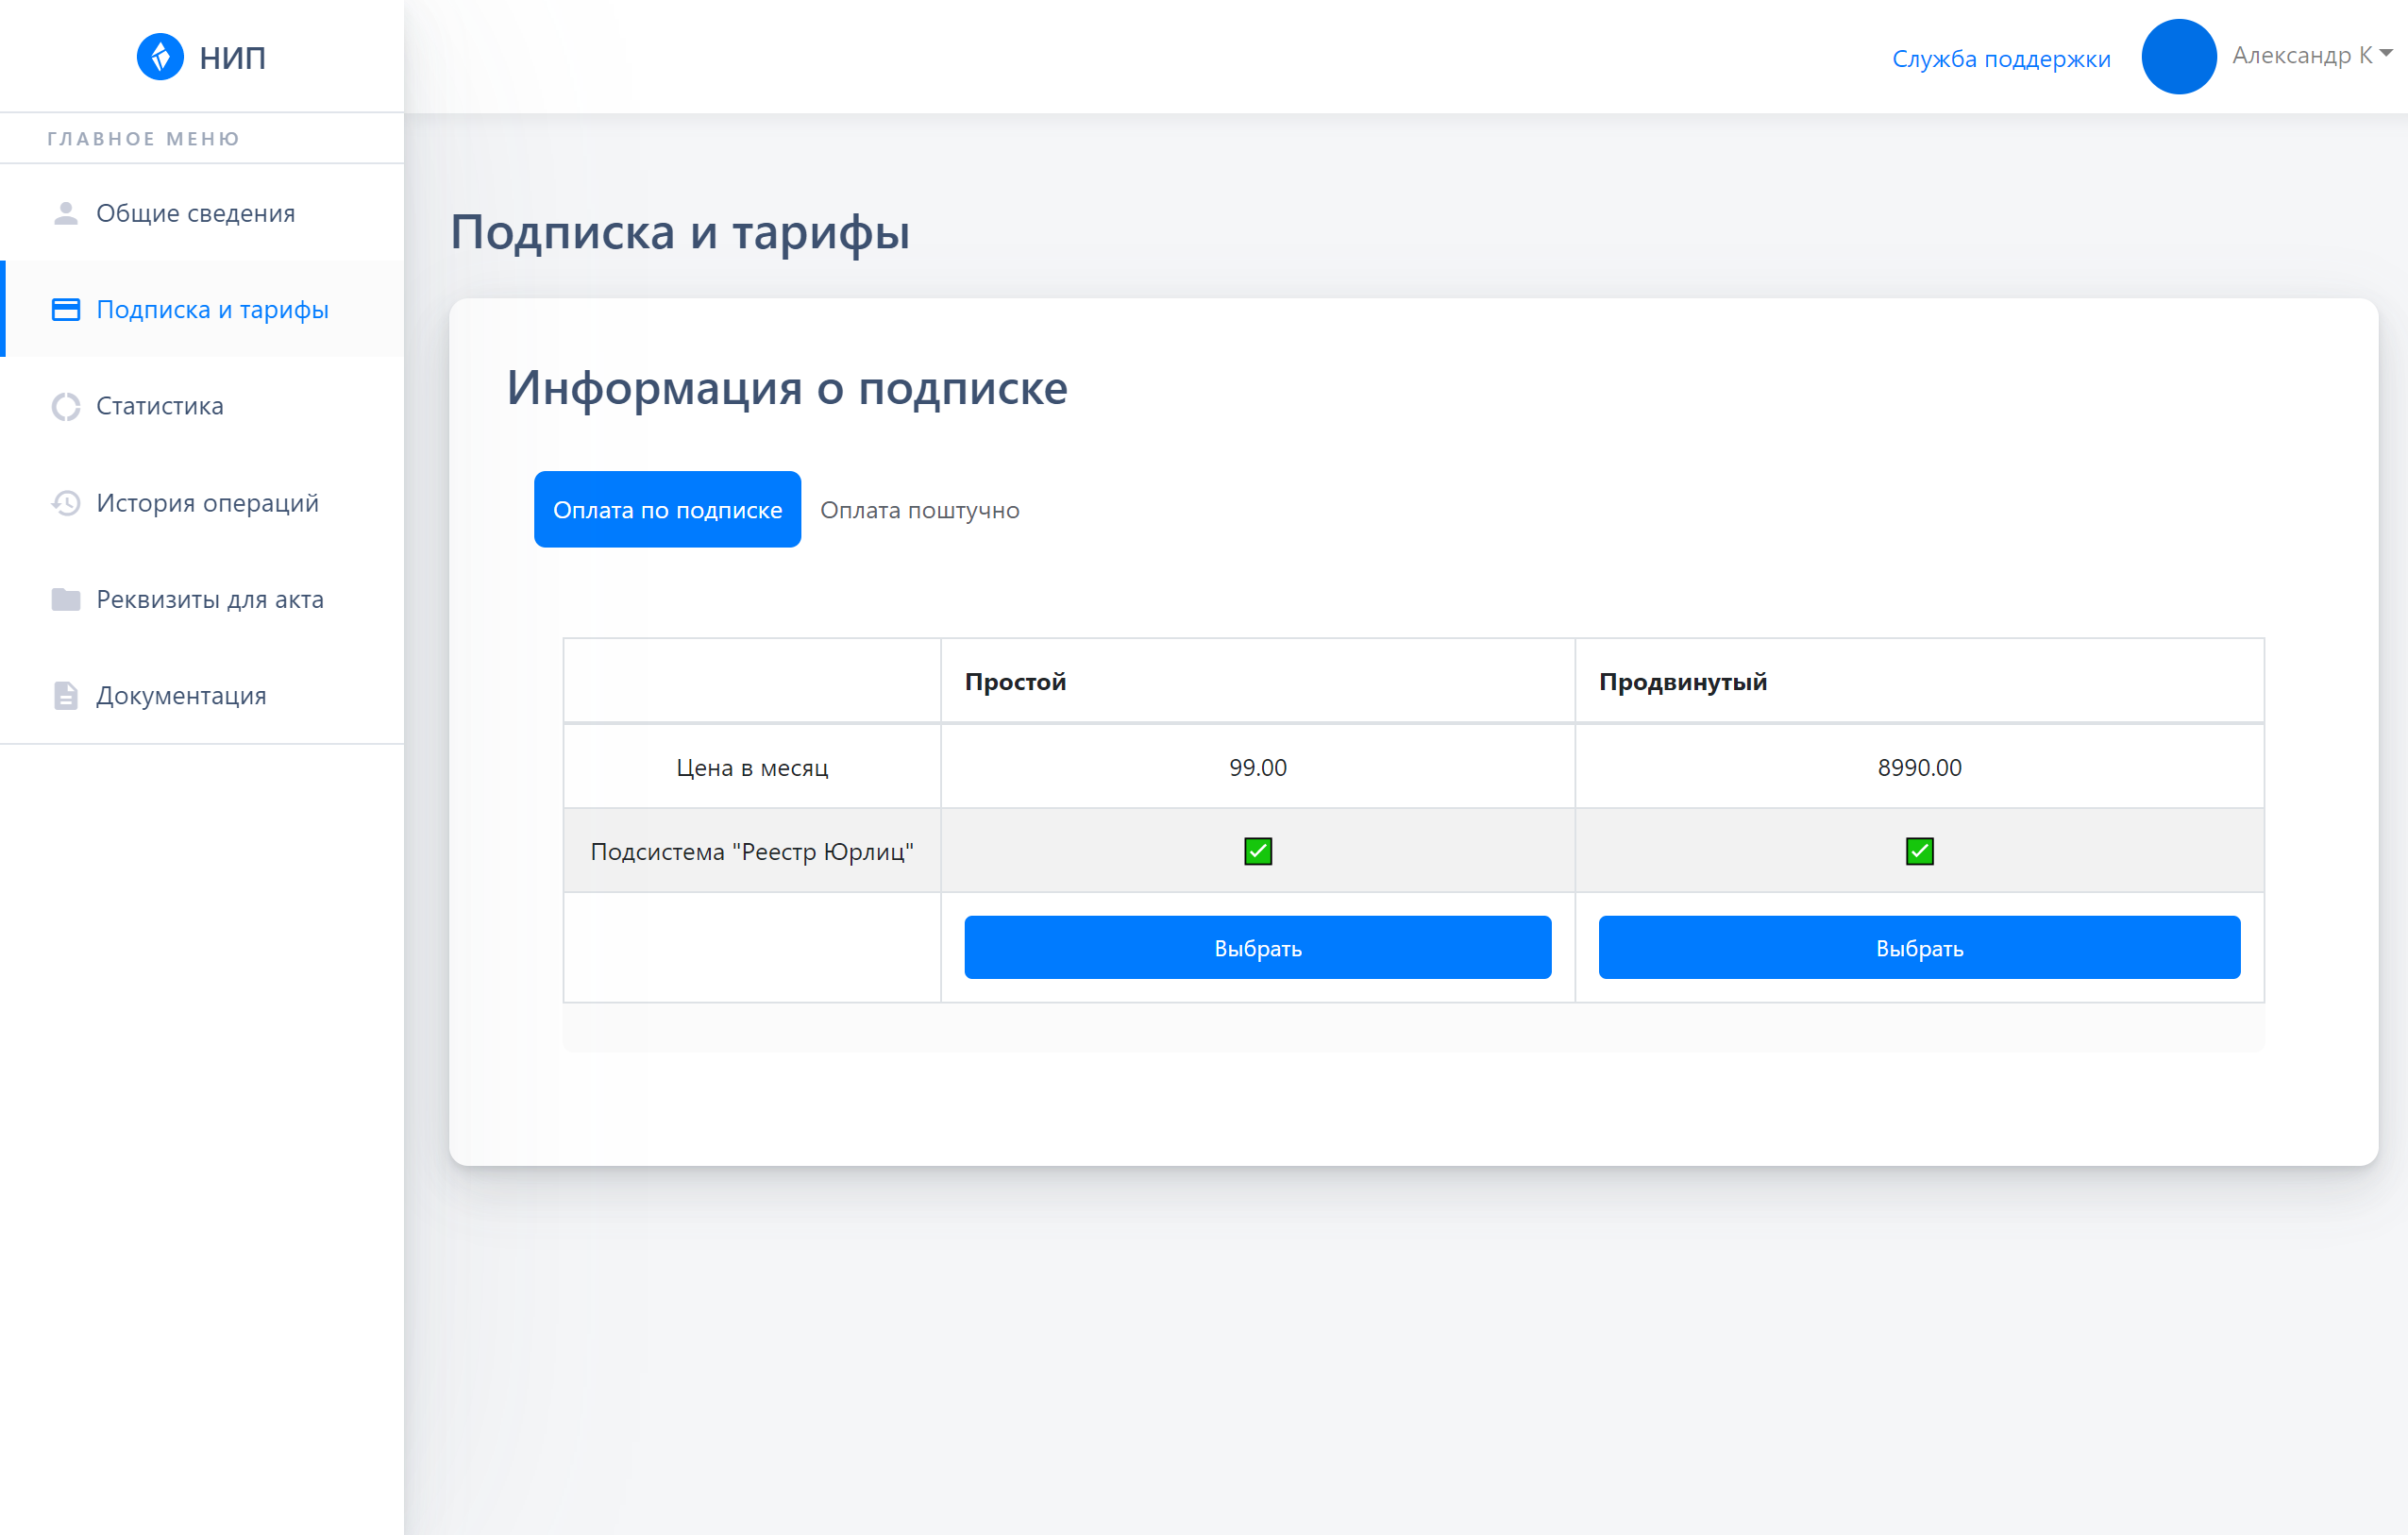 НИП
Служба поддержки
Александр К
ГЛАВНОЕ МЕНЮ
Общие сведения
Подписка и тарифы
Статистика
История операций
Реквизиты для акта
Документация
Подписка и тарифы
Информация о подписке
Оплата по подписке Оплата поштучно
Простой Продвинутый
Цена в месяц 99.00 8990.00
Подсистема "Реестр Юрлиц"
Выбрать Выбрать